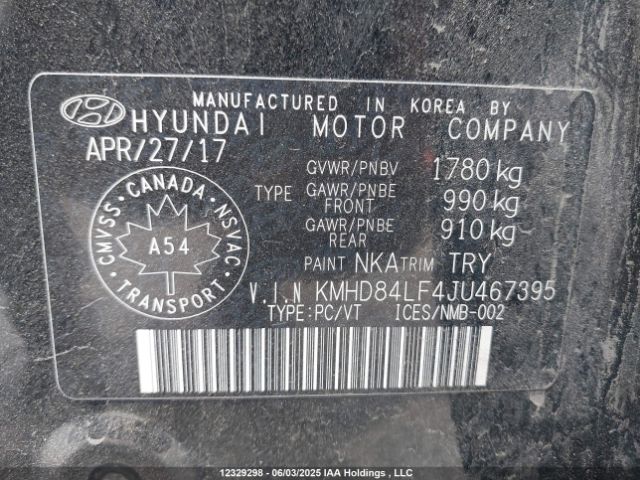 MANUFACTURED IN KOREA BY
HYUNDAI MOTOR COMPANY
APR/27/17
GVWR/PNBV 1780 kg
TYPE GAWR/PNBE FRONT 990 kg
GAWR/PNBE REAR 910 kg
PAINT NKA TRIM TRY
CMVSS · CANADA · NSVAC
A54
TRANSPORT
V.I.N KMHD84LF4JU467395
TYPE:PC/VT ICES/NMB-002
12329298 - 06/03/2025 IAA Holdings , LLC